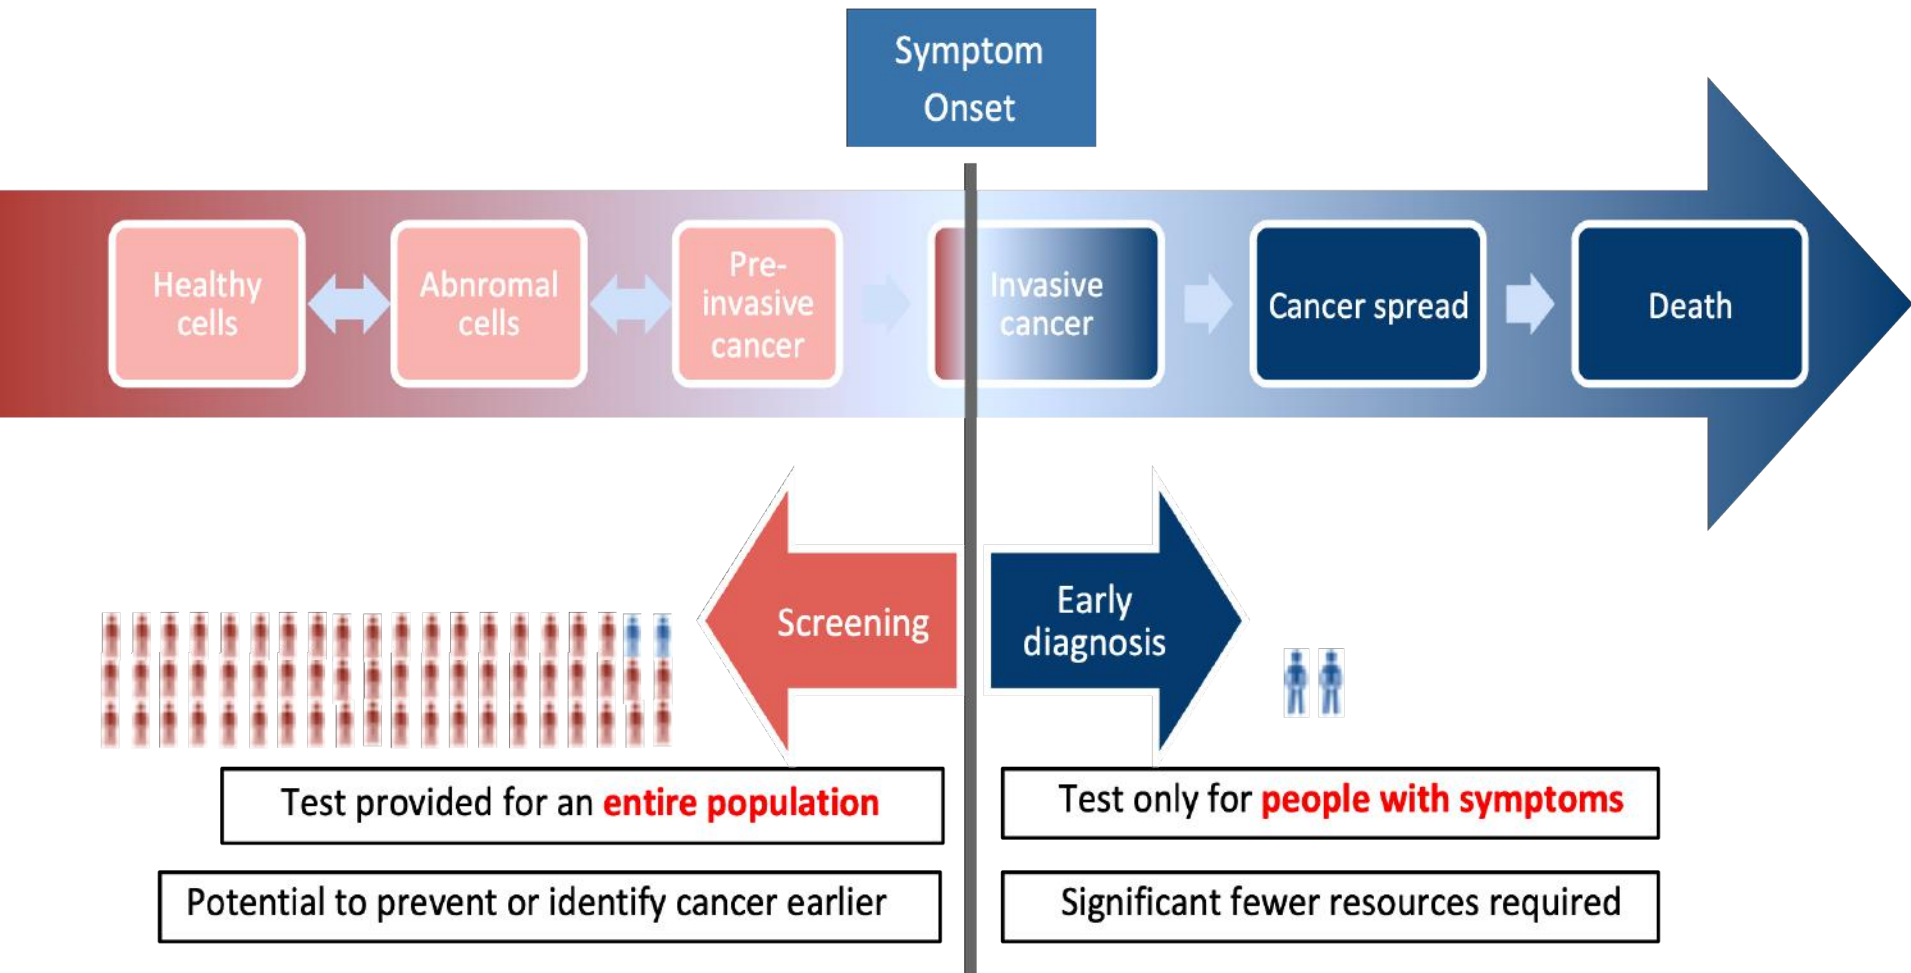 Symptom
Onset
Healthy
cells
Abnromal
cells
Pre-
invasive
cancer
Invasive
cancer
Cancer spread
Death
Screening
Early
diagnosis
Test provided for an entire population
Test only for people with symptoms
Potential to prevent or identify cancer earlier
Significant fewer resources required